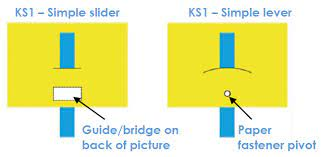 KS1 – Simple slider
KS1 – Simple lever
Guide/bridge on
back of picture
Paper
fastener pivot